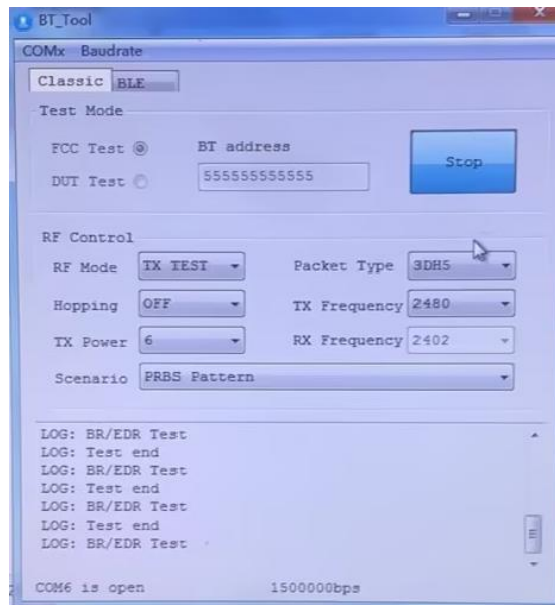 BT_Tool
COMx Baudrate
Classic BLE
Test Mode
FCC Test BT address
DUT Test 555555555555 Stop
RF Control
RF Mode TX TEST Packet Type 3DH5
Hopping OFF TX Frequency 2480
TX Power 6 RX Frequency 2402
Scenario PRBS Pattern
LOG: BR/EDR Test
LOG: Test end
LOG: BR/EDR Test
LOG: Test end
LOG: BR/EDR Test
LOG: Test end
LOG: BR/EDR Test
COM6 is open 1500000bps